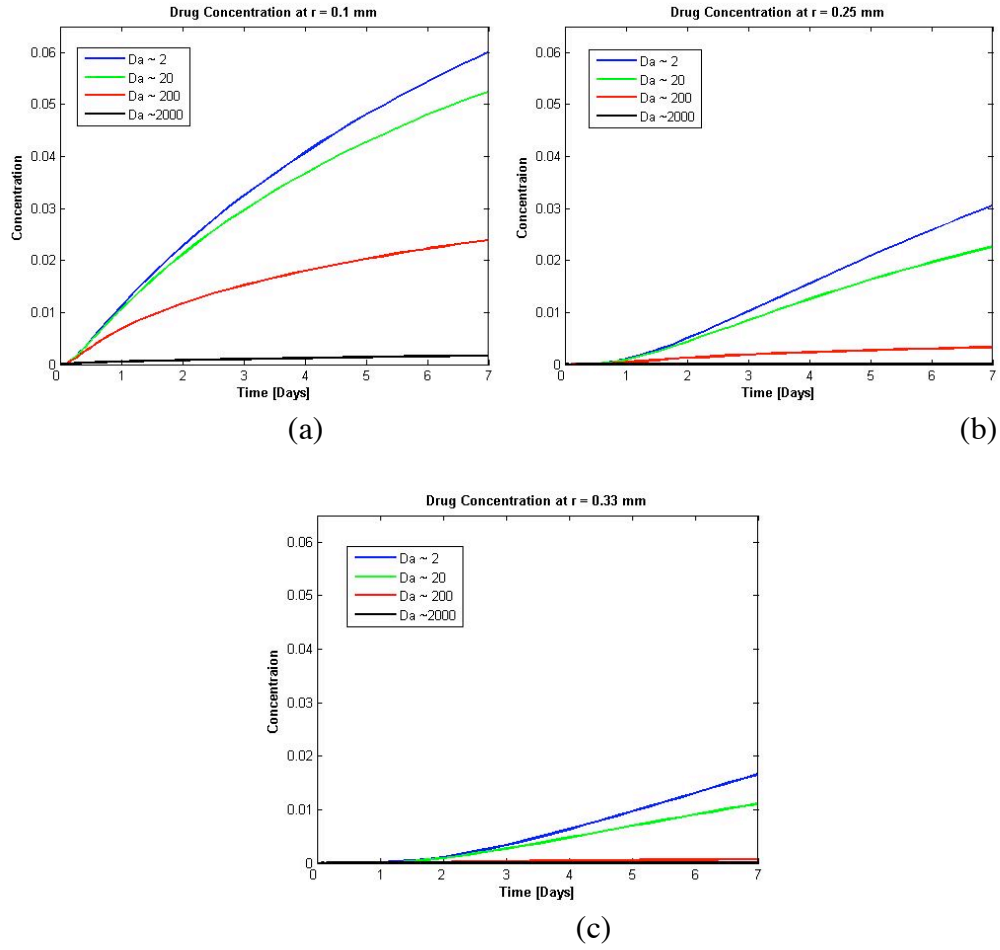 Drug Concentration at r = 0.1 mm
0.06
0.05
0.04
0.03
0.02
0.01
0
Concentration
Da ~ 2
Da ~ 20
Da ~ 200
Da ~2000
0 1 2 3 4 5 6 7
Time [Days]
(a)
Drug Concentration at r = 0.25 mm
0.06
0.05
0.04
0.03
0.02
0.01
0
Concentration
Da ~ 2
Da ~ 20
Da ~ 200
Da ~2000
0 1 2 3 4 5 6 7
Time [Days]
(b)
Drug Concentration at r = 0.33 mm
0.06
0.05
0.04
0.03
0.02
0.01
0
Concentraion
Da ~ 2
Da ~ 20
Da ~ 200
Da ~2000
0 1 2 3 4 5 6 7
Time [Days]
(c)